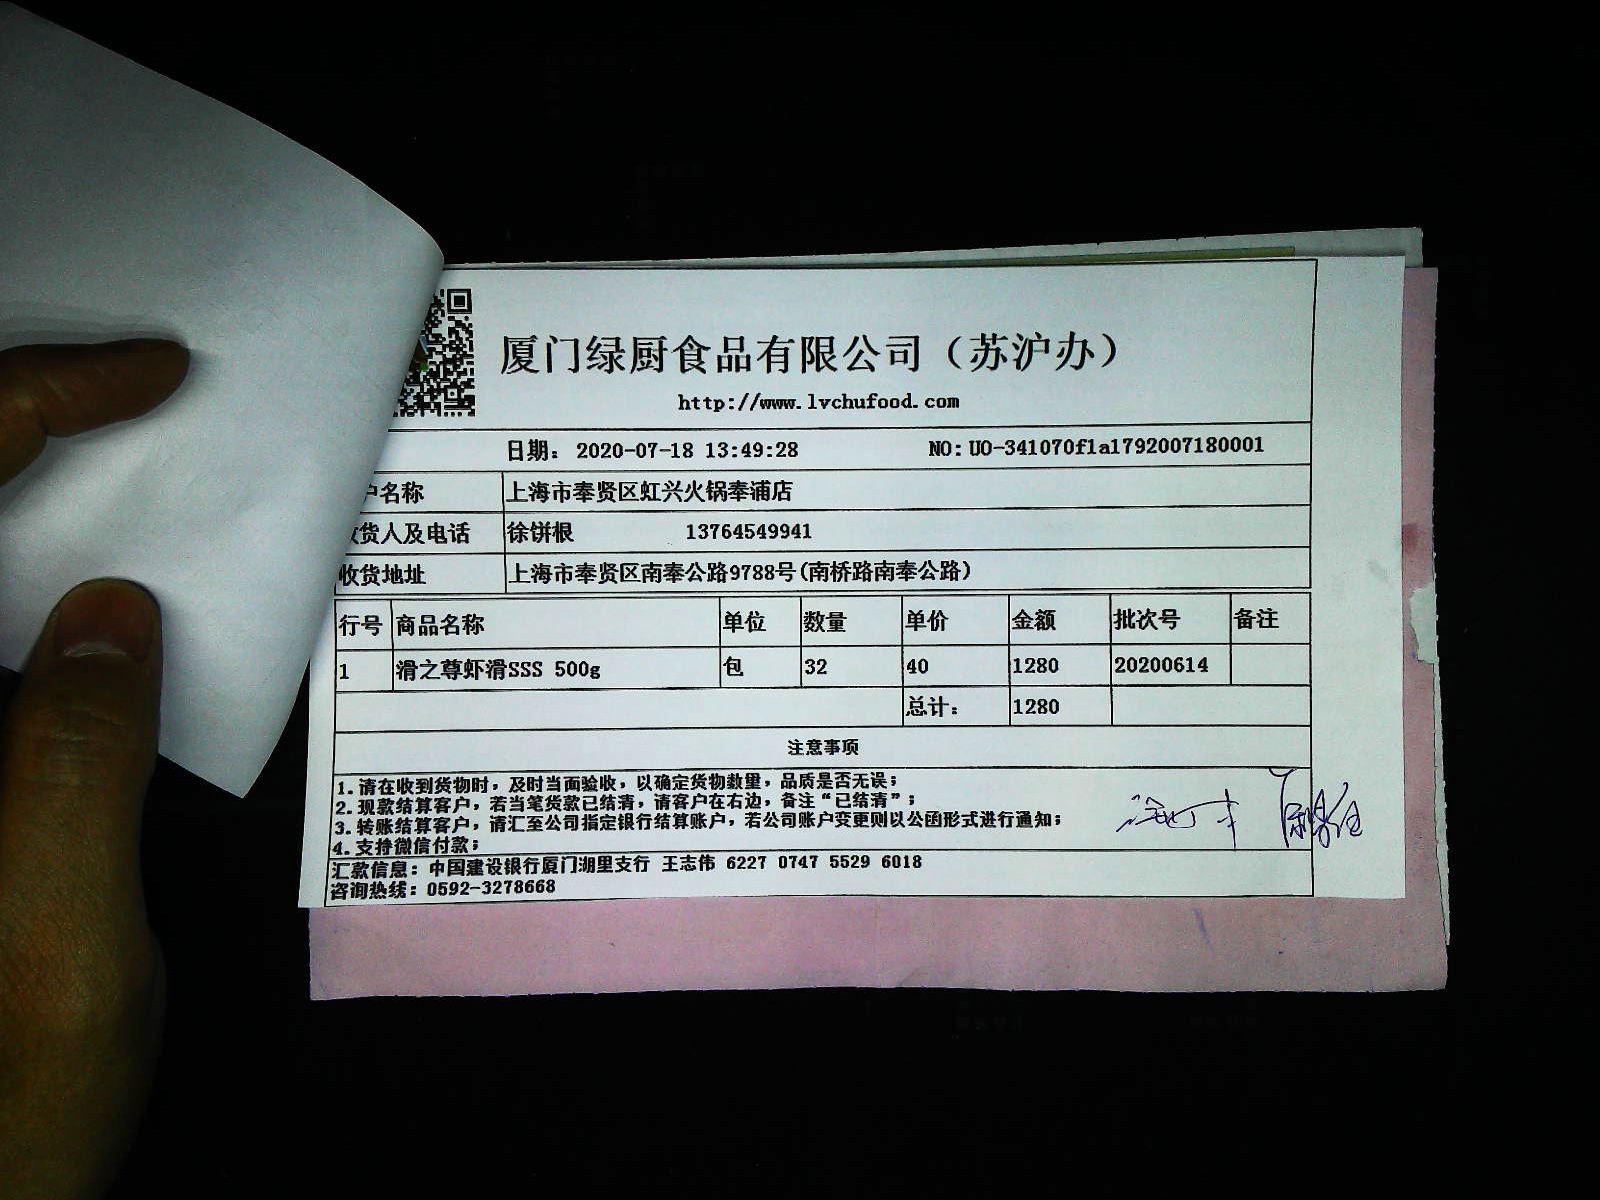 厦门绿厨食品有限公司（苏沪办）
http://www.lvchufood.com
日期： 2020-07-18 13:49:28 NO:UO-341070f1a1792007180001
户名称 上海市奉贤区虹兴火锅奉浦店
收货人及电话 徐饼根 13764549941
收货地址 上海市奉贤区南奉公路9788号(南桥路南奉公路)
行号 商品名称 单位 数量 单价 金额 批次号 备注
1 滑之尊虾滑SSS 500g 包 32 40 1280 20200614
总计： 1280
注意事项
1.请在收到货物时，及时当面验收，以确定货物数量，品质是否无误；
2.现款结算客户，若当笔货款已结清，请客户在右边，备注“已结清”；
3.转账结算客户，请汇至公司指定银行结算账户，若公司账户变更则以公函形式进行通知；
4.支持微信付款；
汇款信息：中国建设银行厦门湖里支行 王志伟 6227 0747 5529 6018
咨询热线：0592-3278668